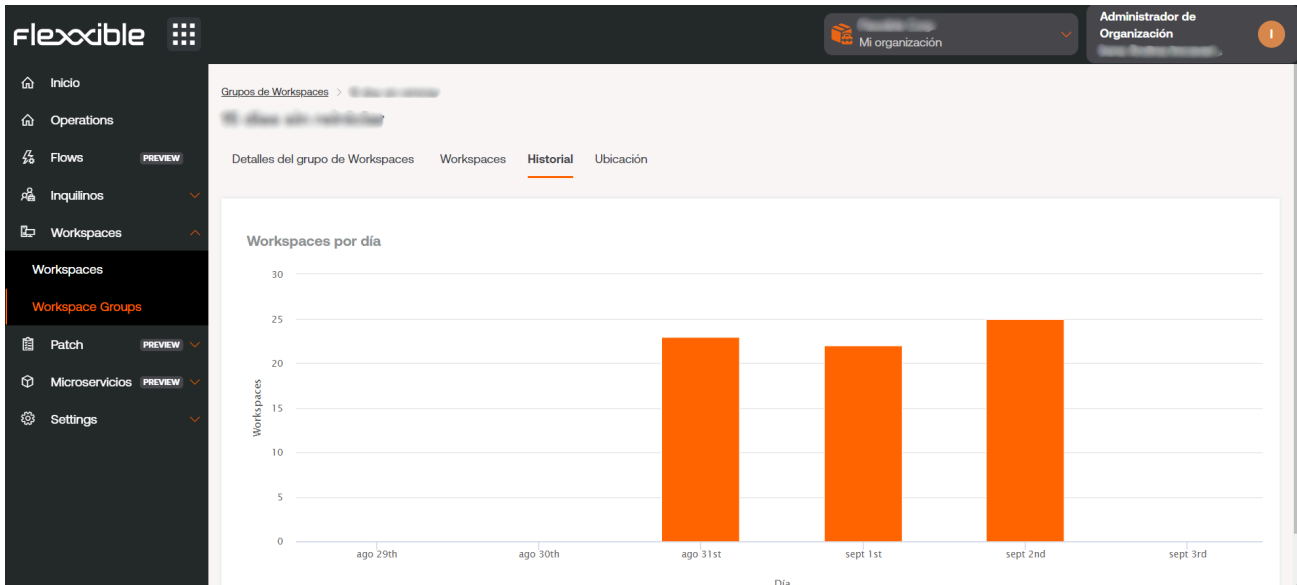 flexxible
Mi organización
Administrador de
Organización
I
Inicio
Operations
Flows PREVIEW
Inquilinos
Workspaces
Workspaces
Workspace Groups
Patch PREVIEW
Microservicios PREVIEW
Settings
Grupos de Workspaces >
Detalles del grupo de Workspaces Workspaces Historial Ubicación
Workspaces por día
30
25
20
15
10
5
0
Workspaces
ago 29th ago 30th ago 31st sept 1st sept 2nd sept 3rd
Día